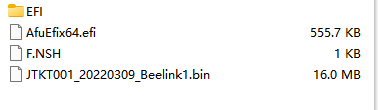 EFI
AfuEfix64.efi 555.7 KB
F.NSH 1 KB
JTKT001_20220309_Beelink1.bin 16.0 MB